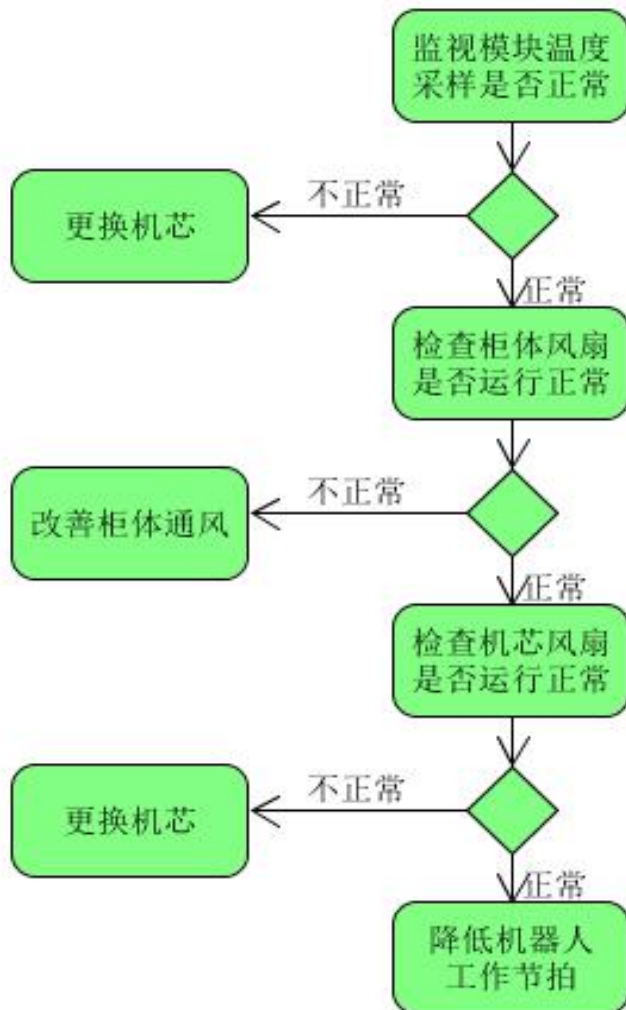 监视模块温度
采样是否正常
不正常
更换机芯
正常
检查柜体风扇
是否运行正常
不正常
改善柜体通风
正常
检查机芯风扇
是否运行正常
不正常
更换机芯
正常
降低机器人
工作节拍